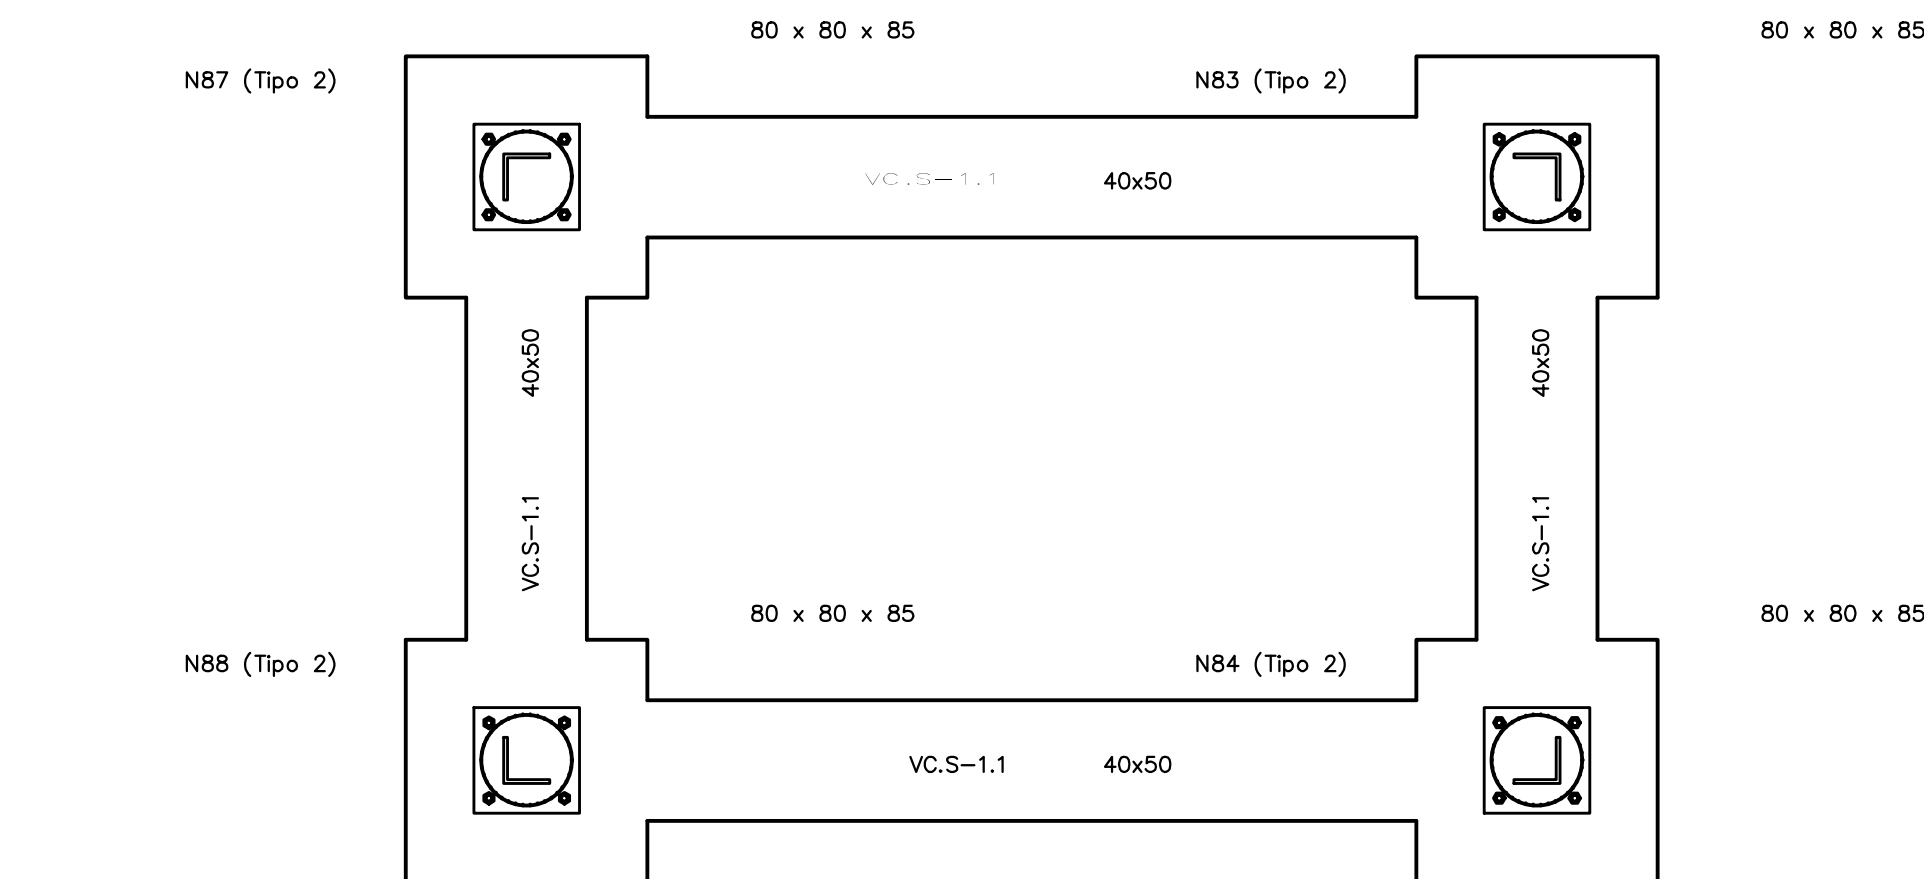 80 x 80 x 85
80 x 80 x 85
N87 (Tipo 2)
N83 (Tipo 2)
VC.S-1.1
40x50
40x50
40x50
VC.S-1.1
VC.S-1.1
80 x 80 x 85
80 x 80 x 85
N88 (Tipo 2)
N84 (Tipo 2)
VC.S-1.1
40x50